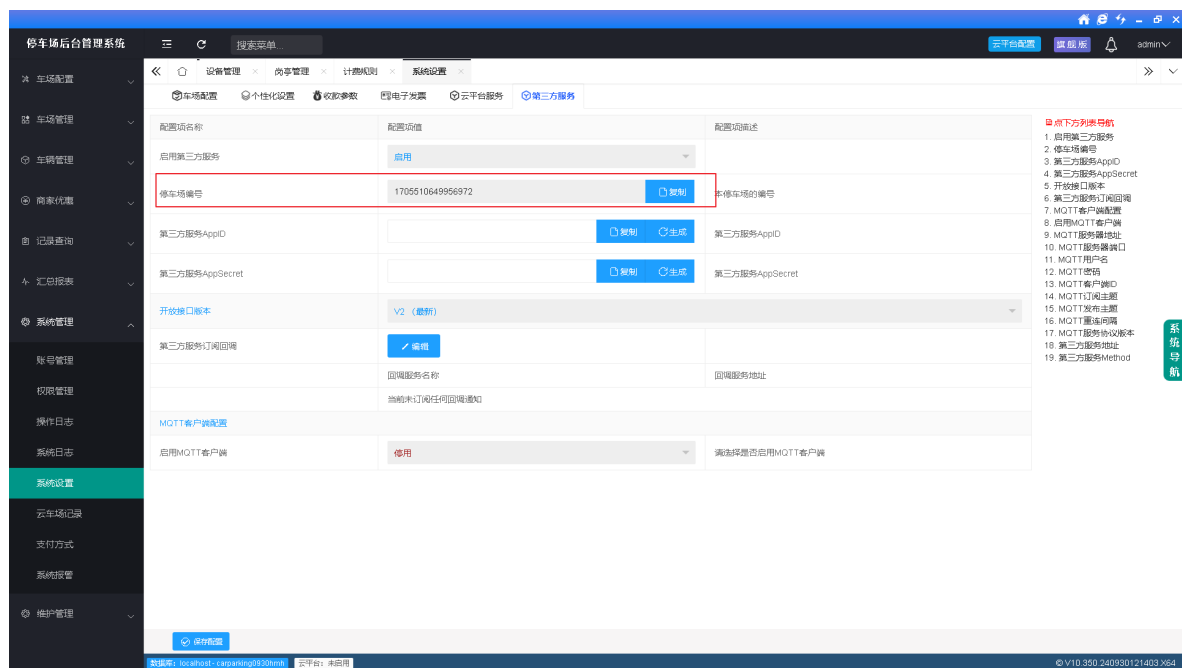 停车场后台管理系统
搜索菜单...
云平台配置
旗舰版
admin
车场配置
车场管理
车辆管理
商家优惠
记录查询
汇总报表
系统管理
账号管理
权限管理
操作日志
系统日志
系统设置
云车场记录
支付方式
系统报警
维护管理
设备管理 岗亭管理 计费规则 系统设置
车场配置 个性化设置 收款参数 电子发票 云平台服务 第三方服务
配置项名称 配置项值 配置项描述
启用第三方服务 启用
停车场编号 1705510649956972 复制 本停车场的编号
第三方服务AppID 复制 生成 第三方服务AppID
第三方服务AppSecret 复制 生成 第三方服务AppSecret
开放接口版本 V2 (最新)
第三方服务订阅回调 编辑
回调服务名称 回调服务地址
当前未订阅任何回调通知
MQTT客户端配置
启用MQTT客户端 停用 请选择是否启用MQTT客户端
点下方列表导航
1. 启用第三方服务
2. 停车场编号
3. 第三方服务AppID
4. 第三方服务AppSecret
5. 开放接口版本
6. 第三方服务订阅回调
7. MQTT客户端配置
8. 启用MQTT客户端
9. MQTT服务器地址
10. MQTT服务器端口
11. MQTT用户名
12. MQTT密码
13. MQTT客户端ID
14. MQTT订阅主题
15. MQTT发布主题
16. MQTT重连间隔
17. MQTT服务协议版本
18. 第三方服务地址
19. 第三方服务Method
系统导航
保存配置
数据库: localhost - carparking0930hmh 云平台: 未启用
© V10.350.240930121403.X64